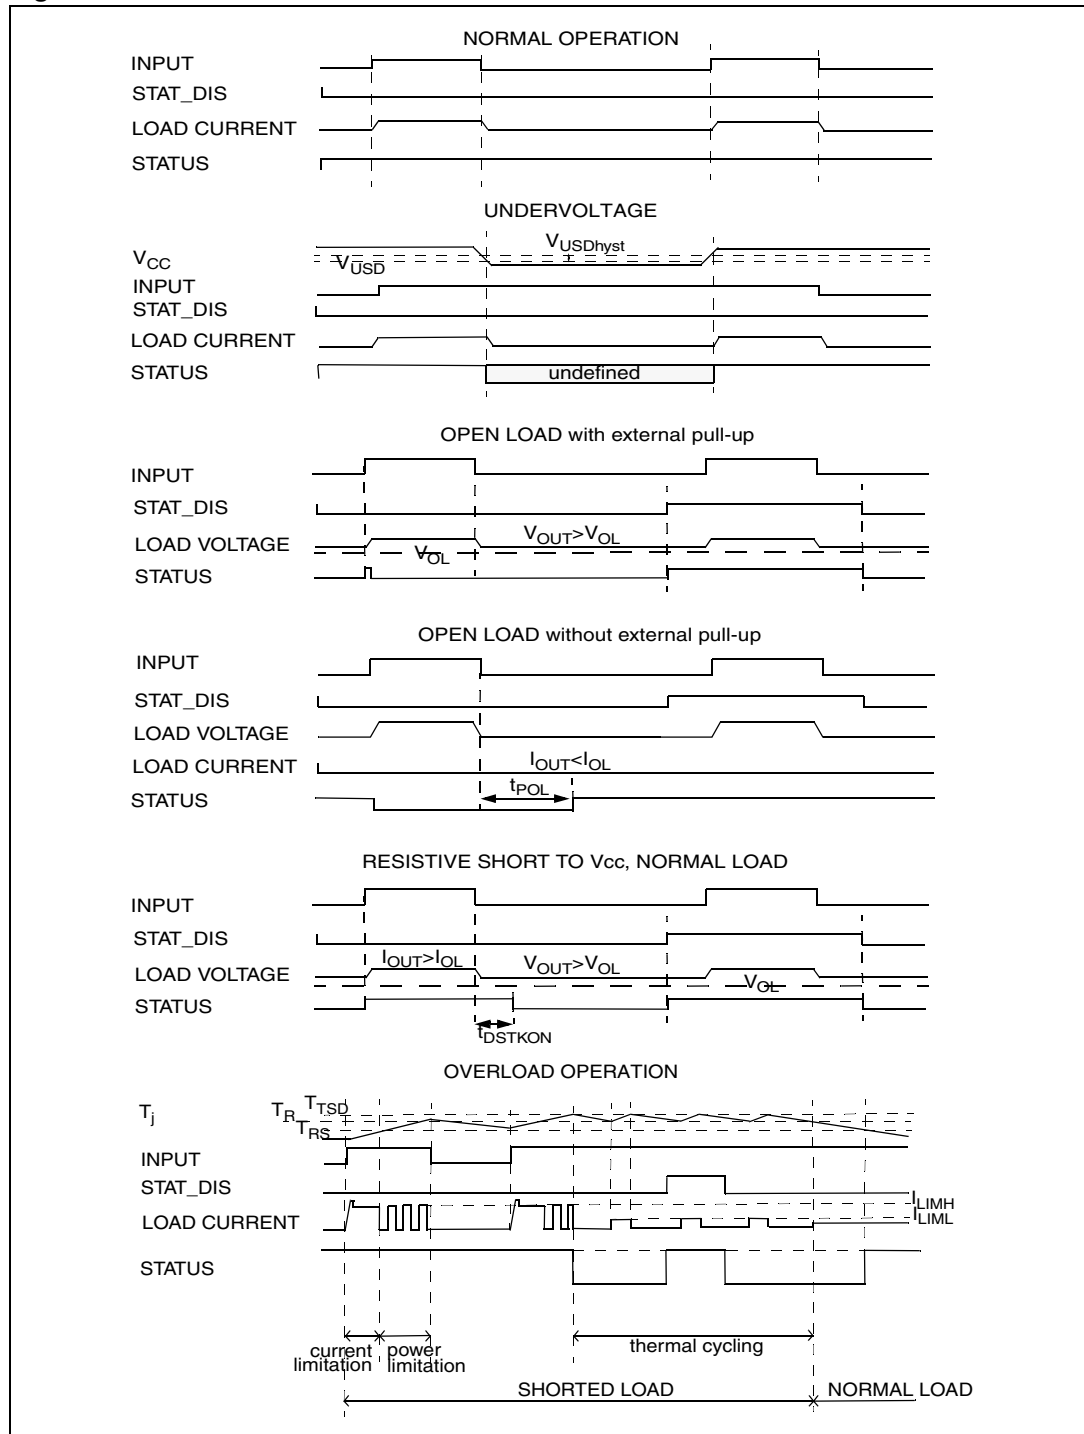 NORMAL OPERATION
INPUT
STAT_DIS
LOAD CURRENT
STATUS
UNDERVOLTAGE
VUSDhyst
VCC
VUSD
INPUT
STAT_DIS
LOAD CURRENT
STATUS
undefined
OPEN LOAD with external pull-up
INPUT
STAT_DIS
LOAD VOLTAGE
VOUT>VOL
VOL
STATUS
OPEN LOAD without external pull-up
INPUT
STAT_DIS
LOAD VOLTAGE
LOAD CURRENT
IOUT<IOL
tPOL
STATUS
RESISTIVE SHORT TO Vcc, NORMAL LOAD
INPUT
STAT_DIS
IOUT>IOL
VOUT>VOL
LOAD VOLTAGE
VOL
STATUS
tDSTKON
OVERLOAD OPERATION
Tj
TR
TTSD
TRS
INPUT
STAT_DIS
ILIMH
LOAD CURRENT
ILIML
STATUS
current
limitation
power
limitation
thermal cycling
SHORTED LOAD
NORMAL LOAD